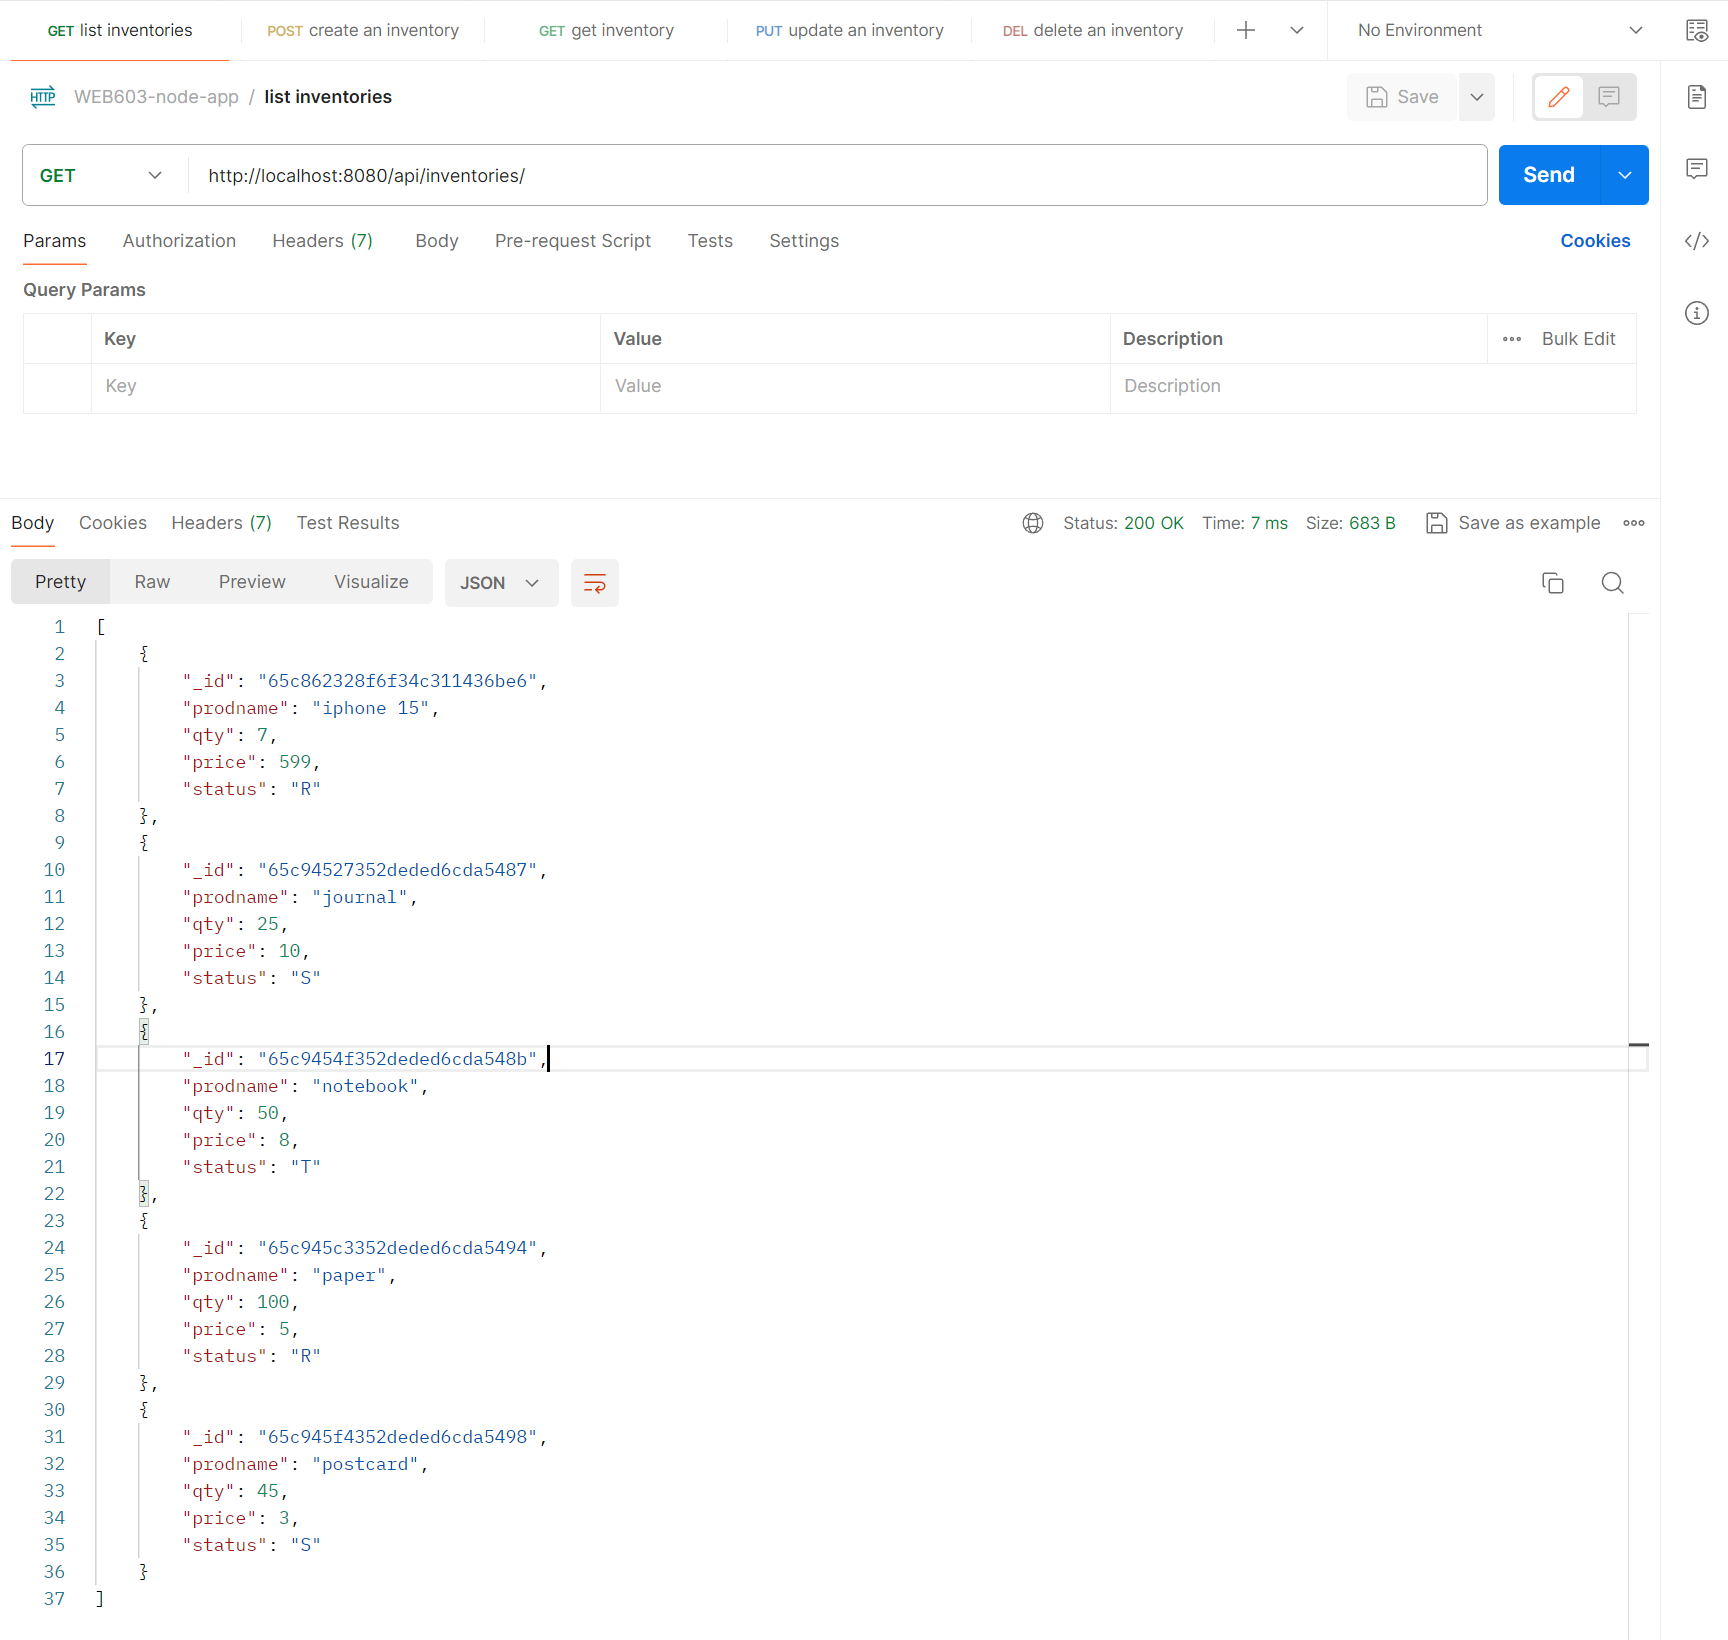 GET list inventories POST create an inventory GET get inventory PUT update an inventory DEL delete an inventory No Environment
HTTP WEB603-node-app / list inventories Save
GET http://localhost:8080/api/inventories/ Send
Params Authorization Headers (7) Body Pre-request Script Tests Settings Cookies
Query Params
Key Value Description Bulk Edit
Key Value Description
Body Cookies Headers (7) Test Results Status: 200 OK Time: 7 ms Size: 683 B Save as example
Pretty Raw Preview Visualize JSON
1 [
2 {
3 "_id": "65c862328f6f34c311436be6",
4 "prodname": "iphone 15",
5 "qty": 7,
6 "price": 599,
7 "status": "R"
8 },
9 {
10 "_id": "65c94527352deded6cda5487",
11 "prodname": "journal",
12 "qty": 25,
13 "price": 10,
14 "status": "S"
15 },
16 {
17 "_id": "65c9454f352deded6cda548b",
18 "prodname": "notebook",
19 "qty": 50,
20 "price": 8,
21 "status": "T"
22 },
23 {
24 "_id": "65c945c3352deded6cda5494",
25 "prodname": "paper",
26 "qty": 100,
27 "price": 5,
28 "status": "R"
29 },
30 {
31 "_id": "65c945f4352deded6cda5498",
32 "prodname": "postcard",
33 "qty": 45,
34 "price": 3,
35 "status": "S"
36 }
37 ]